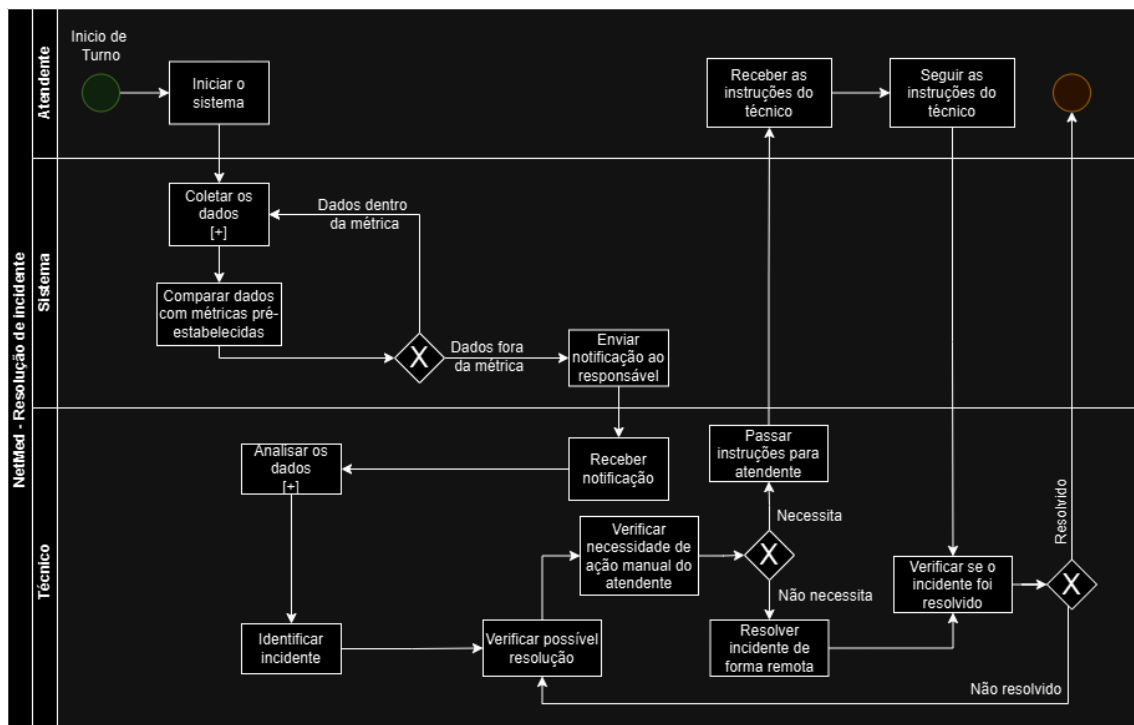 NetMed - Resolução de incidente
Atendente
Inicio de
Turno
Iniciar o
sistema
Receber as
instruções do
técnico
Seguir as
instruções do
técnico
Sistema
Coletar os
dados
[+]
Dados dentro
da métrica
Comparar dados
com métricas pré-
estabelecidas
X
Dados fora
da métrica
Enviar
notificação ao
responsável
Técnico
Analisar os
dados
[+]
Receber
notificação
Passar
instruções para
atendente
Necessita
Verificar
necessidade de
ação manual do
atendente
X
Não necessita
Identificar
incidente
Verificar possível
resolução
Resolver
incidente de
forma remota
Verificar se o
incidente foi
resolvido
X
Resolvido
Não resolvido